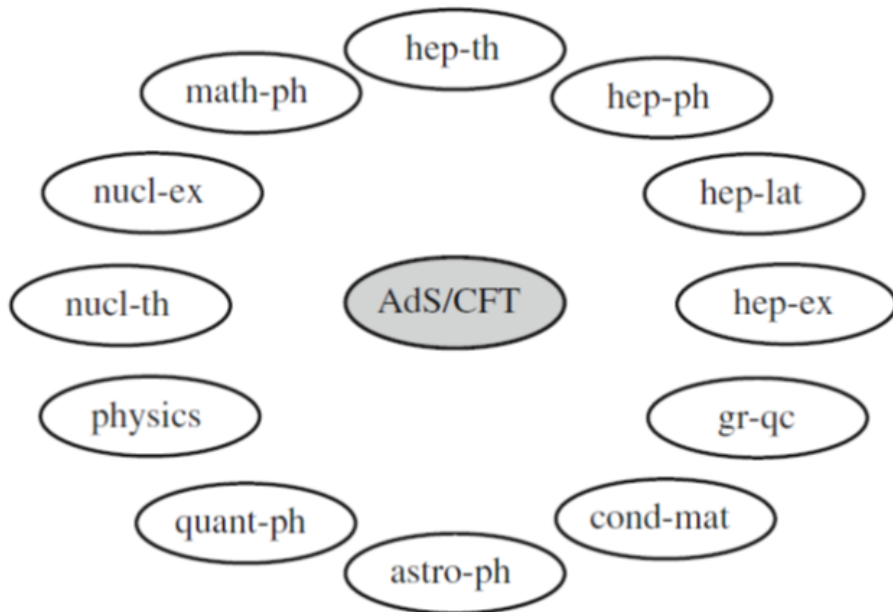 hep-th
math-ph
hep-ph
nucl-ex
hep-lat
nucl-th
AdS/CFT
hep-ex
physics
gr-qc
quant-ph
cond-mat
astro-ph